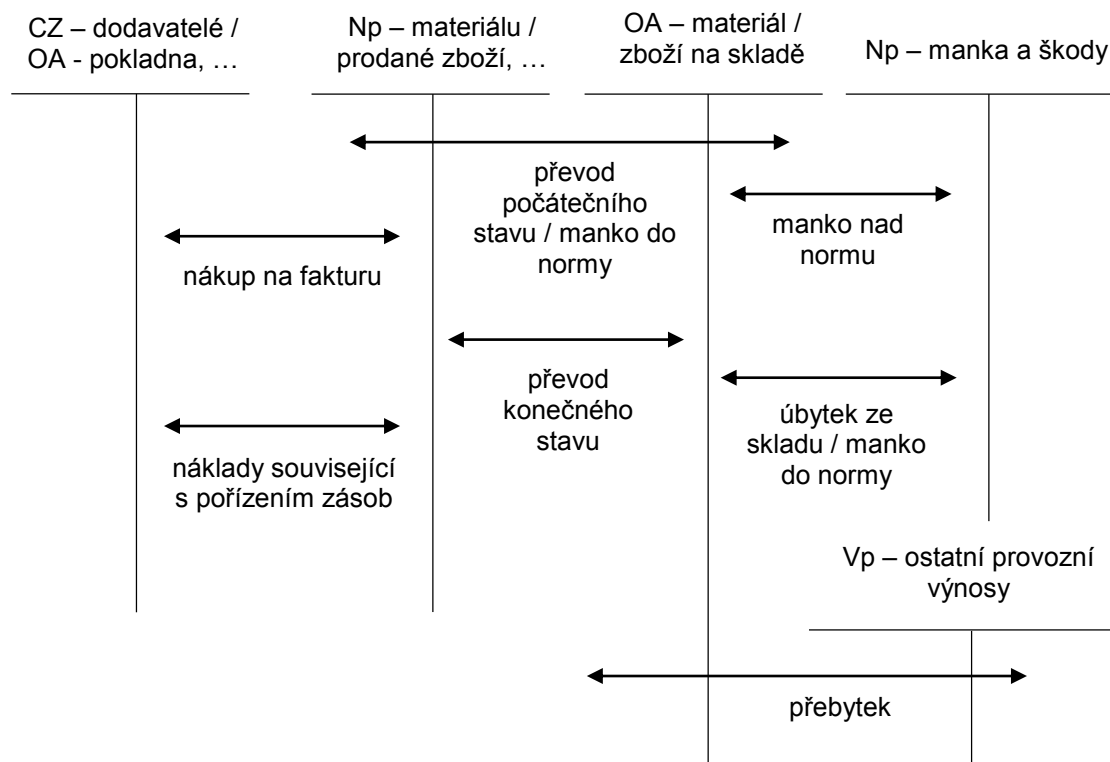 CZ – dodavatelé /
OA - pokladna, …
Np – materiálu /
prodané zboží, …
OA – materiál /
zboží na skladě
Np – manka a škody
převod
počátečního
stavu / manko do
normy
manko nad
normu
nákup na fakturu
převod
konečného
stavu
úbytek ze
skladu / manko
do normy
náklady související
s pořízením zásob
Vp – ostatní provozní
výnosy
přebytek